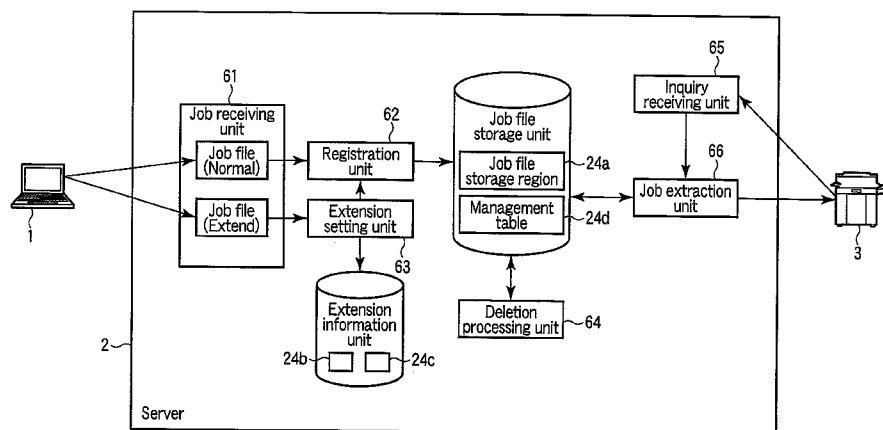 61
Job receiving
unit
Job file
(Normal)
Job file
(Extend)
62
Registration
unit
Extension
setting unit
63
Extension
information
unit
24b
24c
Job file
storage unit
Job file
storage region
24a
Management
table
24d
Deletion
processing unit
64
65
Inquiry
receiving unit
66
Job extraction
unit
1
2
3
Server